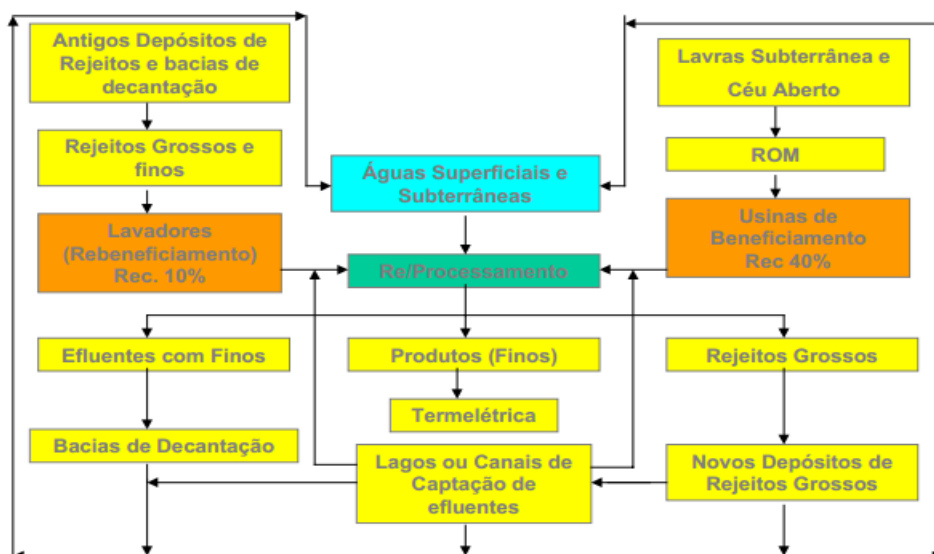 Antigos Depósitos de
Rejeitos e bacias de
decantação
Lavras Subterrânea e
Céu Aberto
Rejeitos Grossos e
finos
ROM
Águas Superficiais e
Subterrâneas
Lavadores
(Rebeneficiamento)
Rec. 10%
Usinas de
Beneficiamento
Rec 40%
Re/Processamento
Efluentes com Finos
Produtos (Finos)
Rejeitos Grossos
Termelétrica
Bacias de Decantação
Lagos ou Canais de
Captação de
efluentes
Novos Depósitos de
Rejeitos Grossos